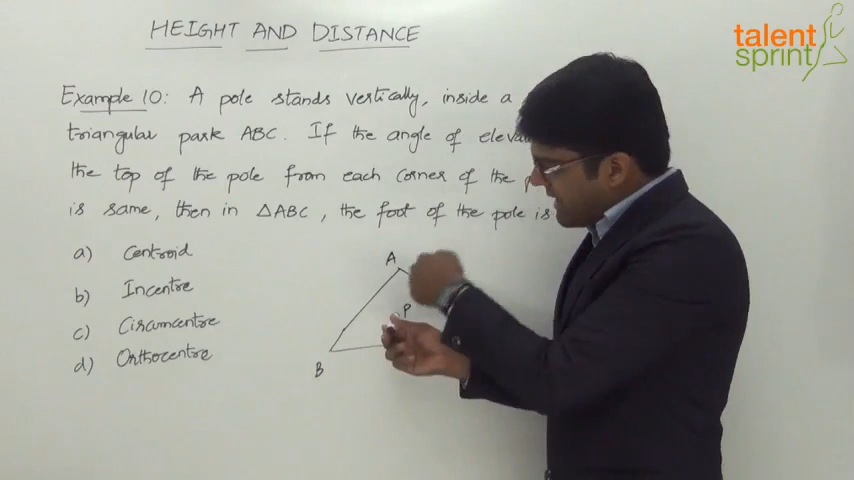 HEIGHT AND DISTANCE
talent
sprint
Example 10: A pole stands vertically, inside a
triangular park ABC. If the angle of
the top of the pole from each corner of the
is same, then in △ABC, the foot of the pole is
a) Centroid
b) Incentre
c) Circumcentre
d) Orthocentre
A
P
B